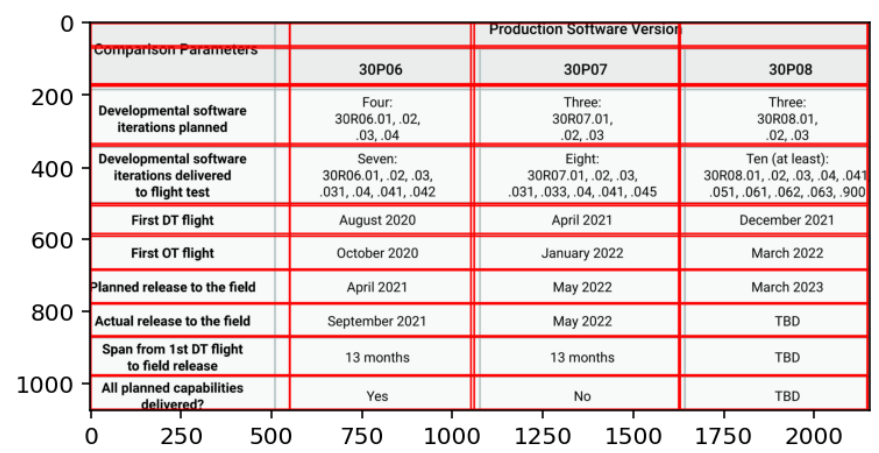 0
Production Software Version
Comparison Parameters
30P06 30P07 30P08
200
Developmental software iterations planned
Four: 30R06.01, .02, .03, .04
Three: 30R07.01, .02, .03
Three: 30R08.01, .02, .03
400
Developmental software iterations delivered to flight test
Seven: 30R06.01, .02, .03, .031, .04, .041, .042
Eight: 30R07.01, .02, .03, .031, .033, .04, .041, .045
Ten (at least): 30R08.01, .02, .03, .04, .041 .051, .061, .062, .063, .900
First DT flight August 2020 April 2021 December 2021
600
First OT flight October 2020 January 2022 March 2022
Planned release to the field April 2021 May 2022 March 2023
800
Actual release to the field September 2021 May 2022 TBD
Span from 1st DT flight to field release 13 months 13 months TBD
1000
All planned capabilities delivered? Yes No TBD
0 250 500 750 1000 1250 1500 1750 2000